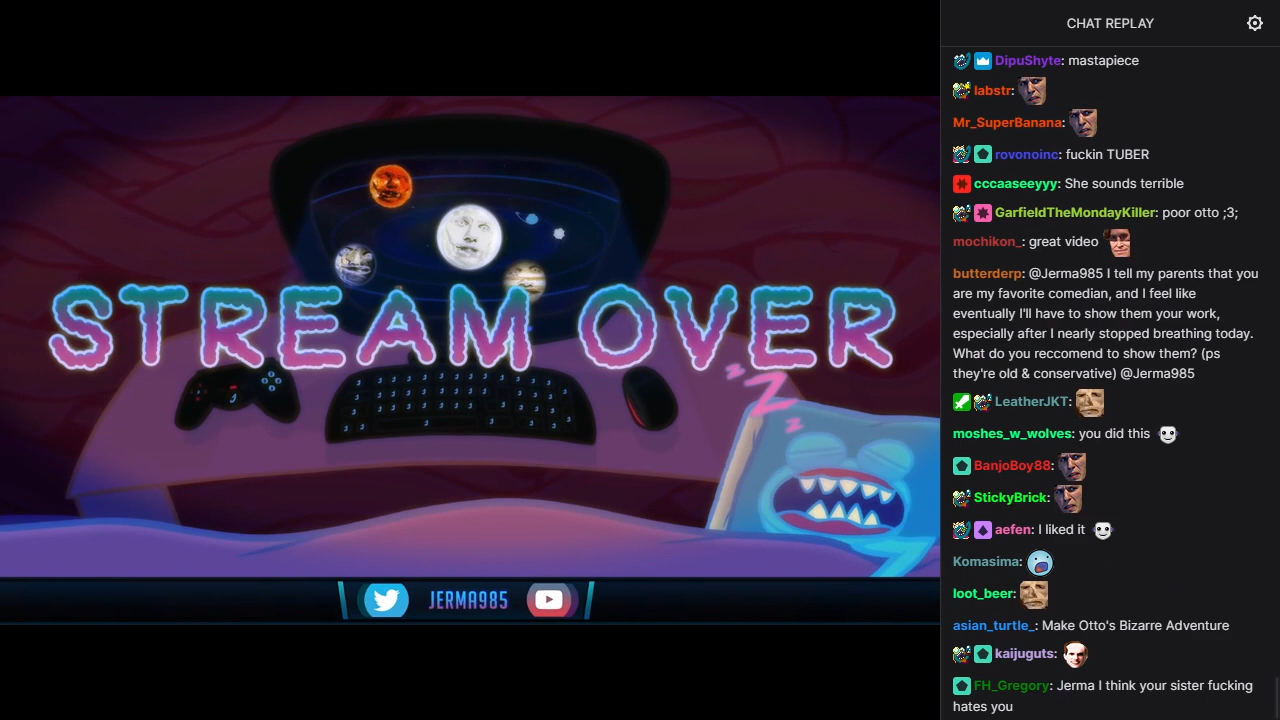 CHAT REPLAY
DipuShyte: mastapiece
labstr:
Mr_SuperBanana:
rovonoinc: fuckin TUBER
cccaaseeyyy: She sounds terrible
GarfieldTheMondayKiller: poor otto ;3;
mochikon_: great video
butterderp: @Jerma985 I tell my parents that you
are my favorite comedian, and I feel like
eventually I'll have to show them your work,
especially after I nearly stopped breathing today.
What do you reccomend to show them? (ps
they're old & conservative) @Jerma985
LeatherJKT:
moshes_w_wolves: you did this
BanjoBoy88:
StickyBrick:
aefen: I liked it
Komasima:
loot_beer:
asian_turtle_: Make Otto's Bizarre Adventure
kaijuguts:
FH_Gregory: Jerma I think your sister fucking
hates you
STREAM OVER
Z
Z
Z
JERMA985